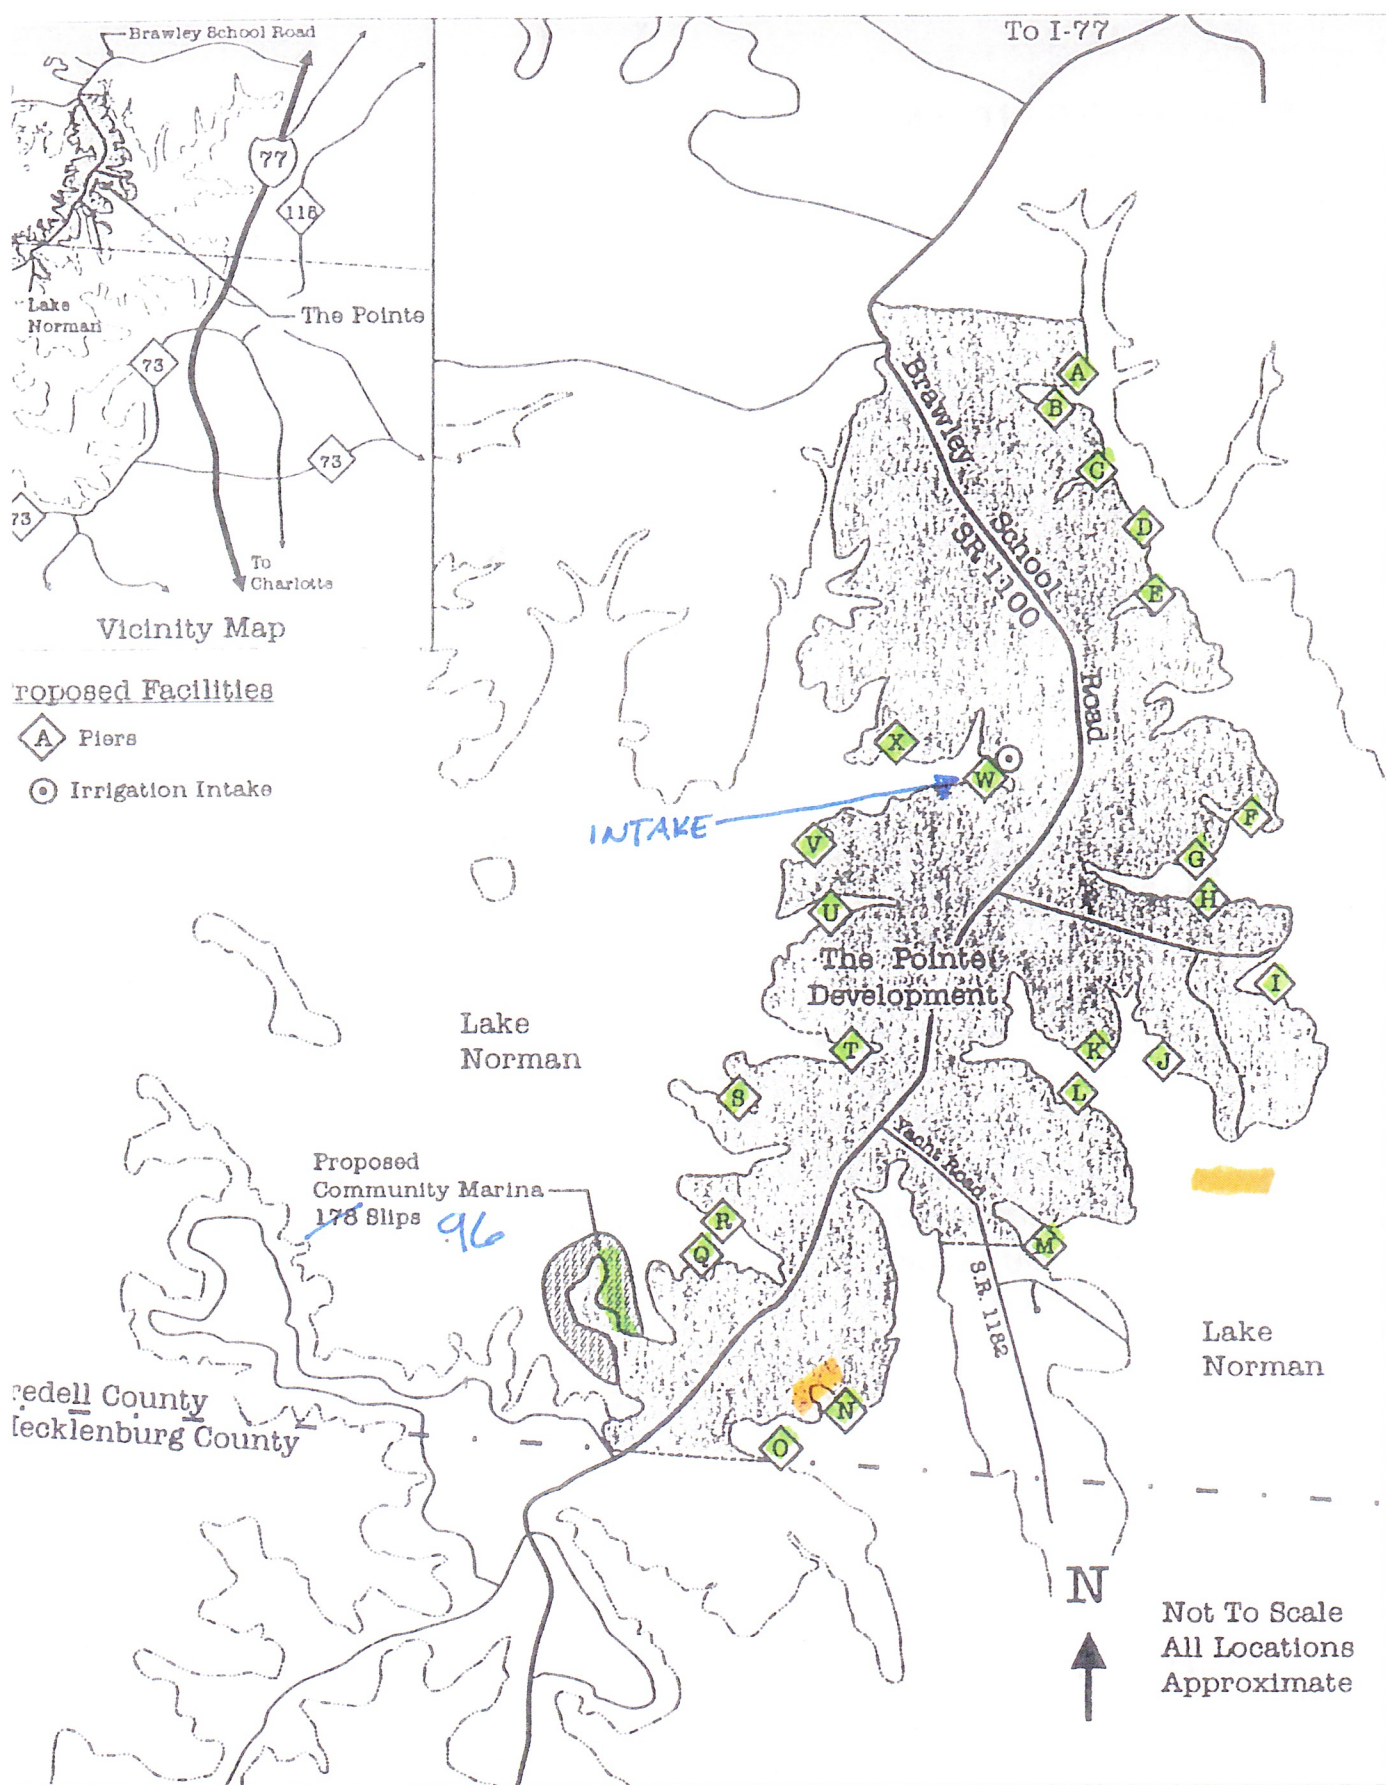 Brawley School Road
77
118
Lake
Norman
The Pointe
73
73
73
To
Charlotte
Vicinity Map
roposed Facilities
A Piers
Irrigation Intake
To I-77
Brawley School Road
SR 1100
A
B
C
D
E
X
W
INTAKE
V
F
G
U
H
The Pointe
Development
I
Lake
Norman
T
K
J
S
L
Yacht Road
Proposed
Community Marina
178 Slips 96
R
Q
M
S.R. 1182
Lake
Norman
redell County
Mecklenburg County
N
O
N
Not To Scale
All Locations
Approximate